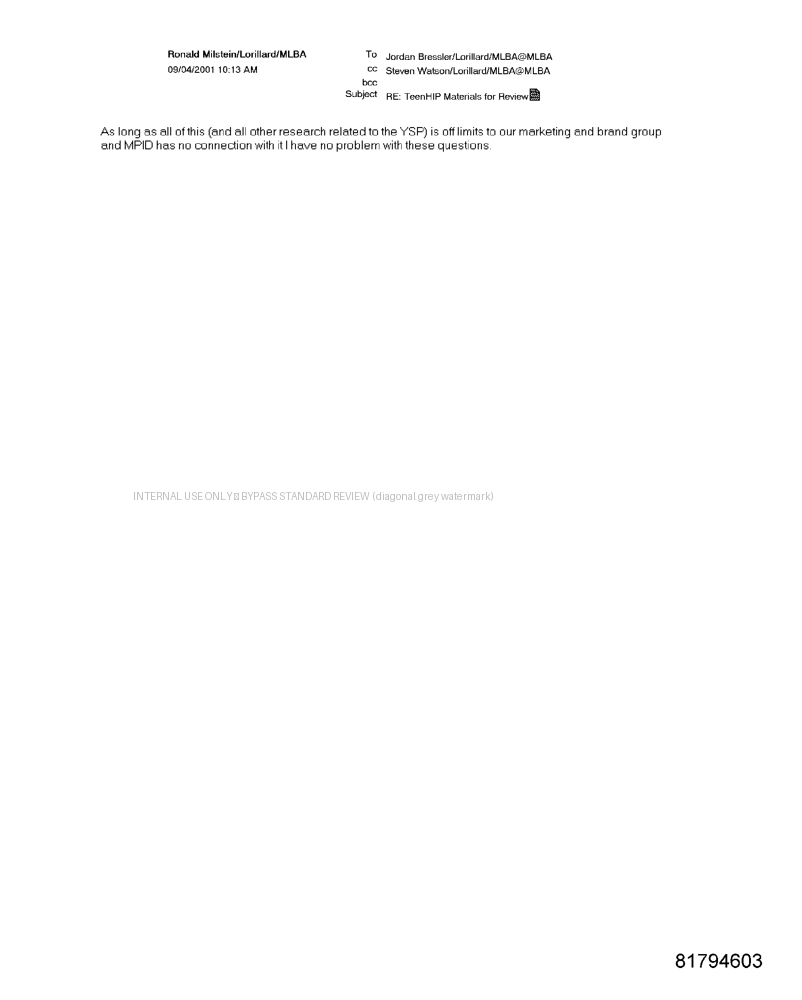 Ronald Milstein/Lorillard/MLBA
09/04/2001 10:13 AM
To Jordan Bressler/Lorillard/MLBA@MLBA
cc Steven Watson/Lorillard/MLBA@MLBA
bcc
Subject RE: TeenHIP Materials for Review
As long as all of this (and all other research related to the YSP) is off limits to our marketing and brand group
and MPID has no connection with it I have no problem with these questions.
INTERNAL USE ONLY BYPASS STANDARD REVIEW (diagonal grey watermark)
81794603